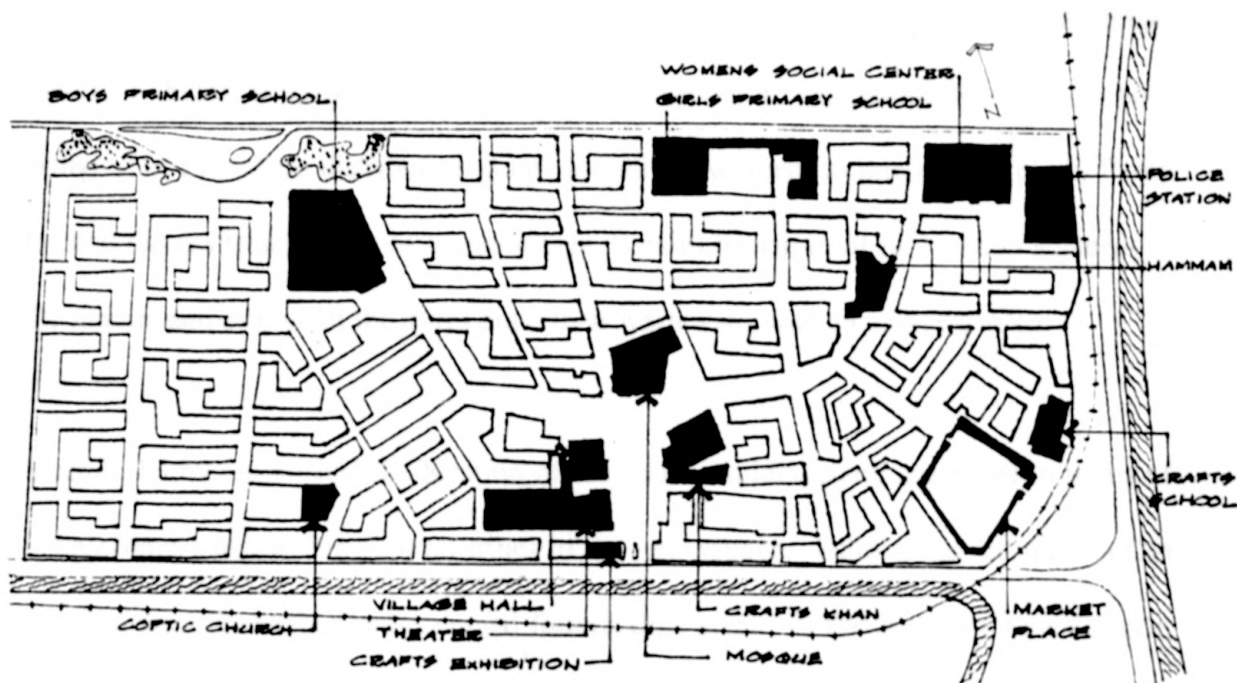 WOMENS SOCIAL CENTER
BOYS PRIMARY SCHOOL
GIRLS PRIMARY SCHOOL
N
POLICE
STATION
HAMMAM
CRAFTS
SCHOOL
VILLAGE HALL
CRAFTS KHAN
MARKET
PLACE
COPTIC CHURCH
THEATER
CRAFTS EXHIBITION
MOSQUE